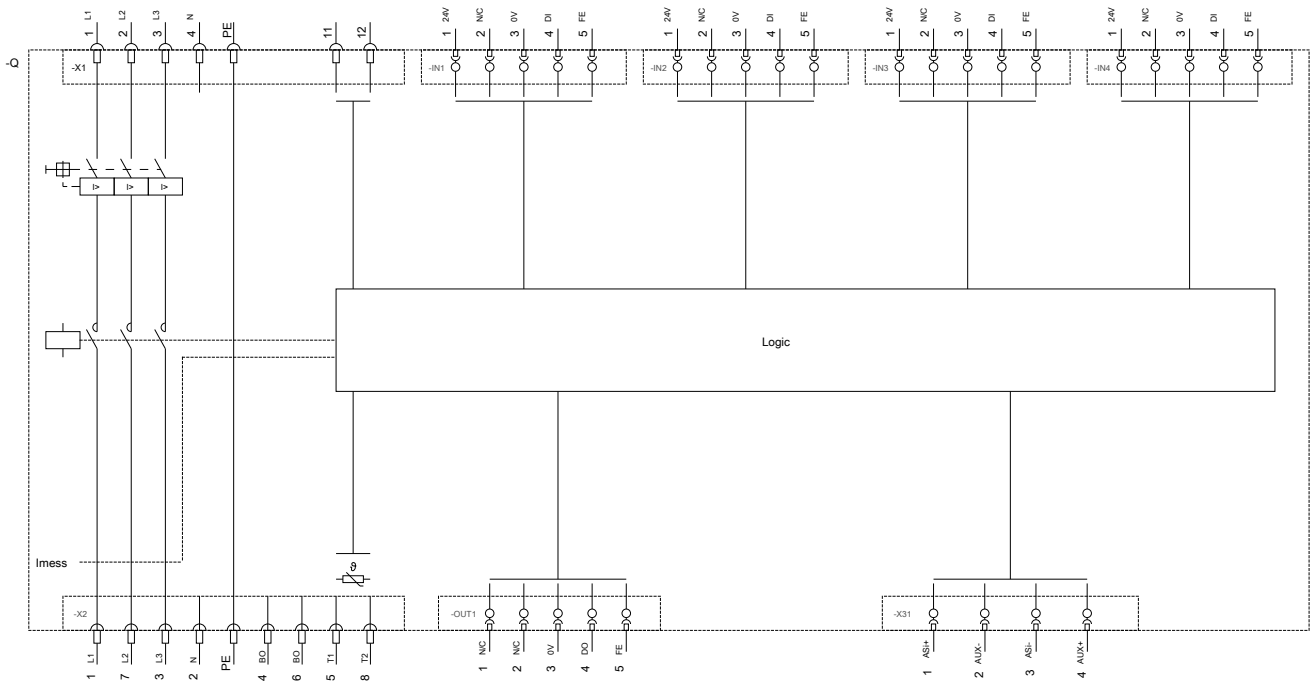 -Q
-X1
1 L1
2 L2
3 L3
4 N
PE
11
12
-IN1
1 24V
2 N/C
3 0V
4 DI
5 FE
-IN2
1 24V
2 N/C
3 0V
4 DI
5 FE
-IN3
1 24V
2 N/C
3 0V
4 DI
5 FE
-IN4
1 24V
2 N/C
3 0V
4 DI
5 FE
I> I> I>
Logic
Imess
ϑ
-X2
1 L1
7 L2
3 L3
2 N
PE
4 BO
6 BO
5 T1
8 T2
-OUT1
1 N/C
2 N/C
3 0V
4 DO
5 FE
-X31
1 ASI+
2 AUX-
3 ASI-
4 AUX+